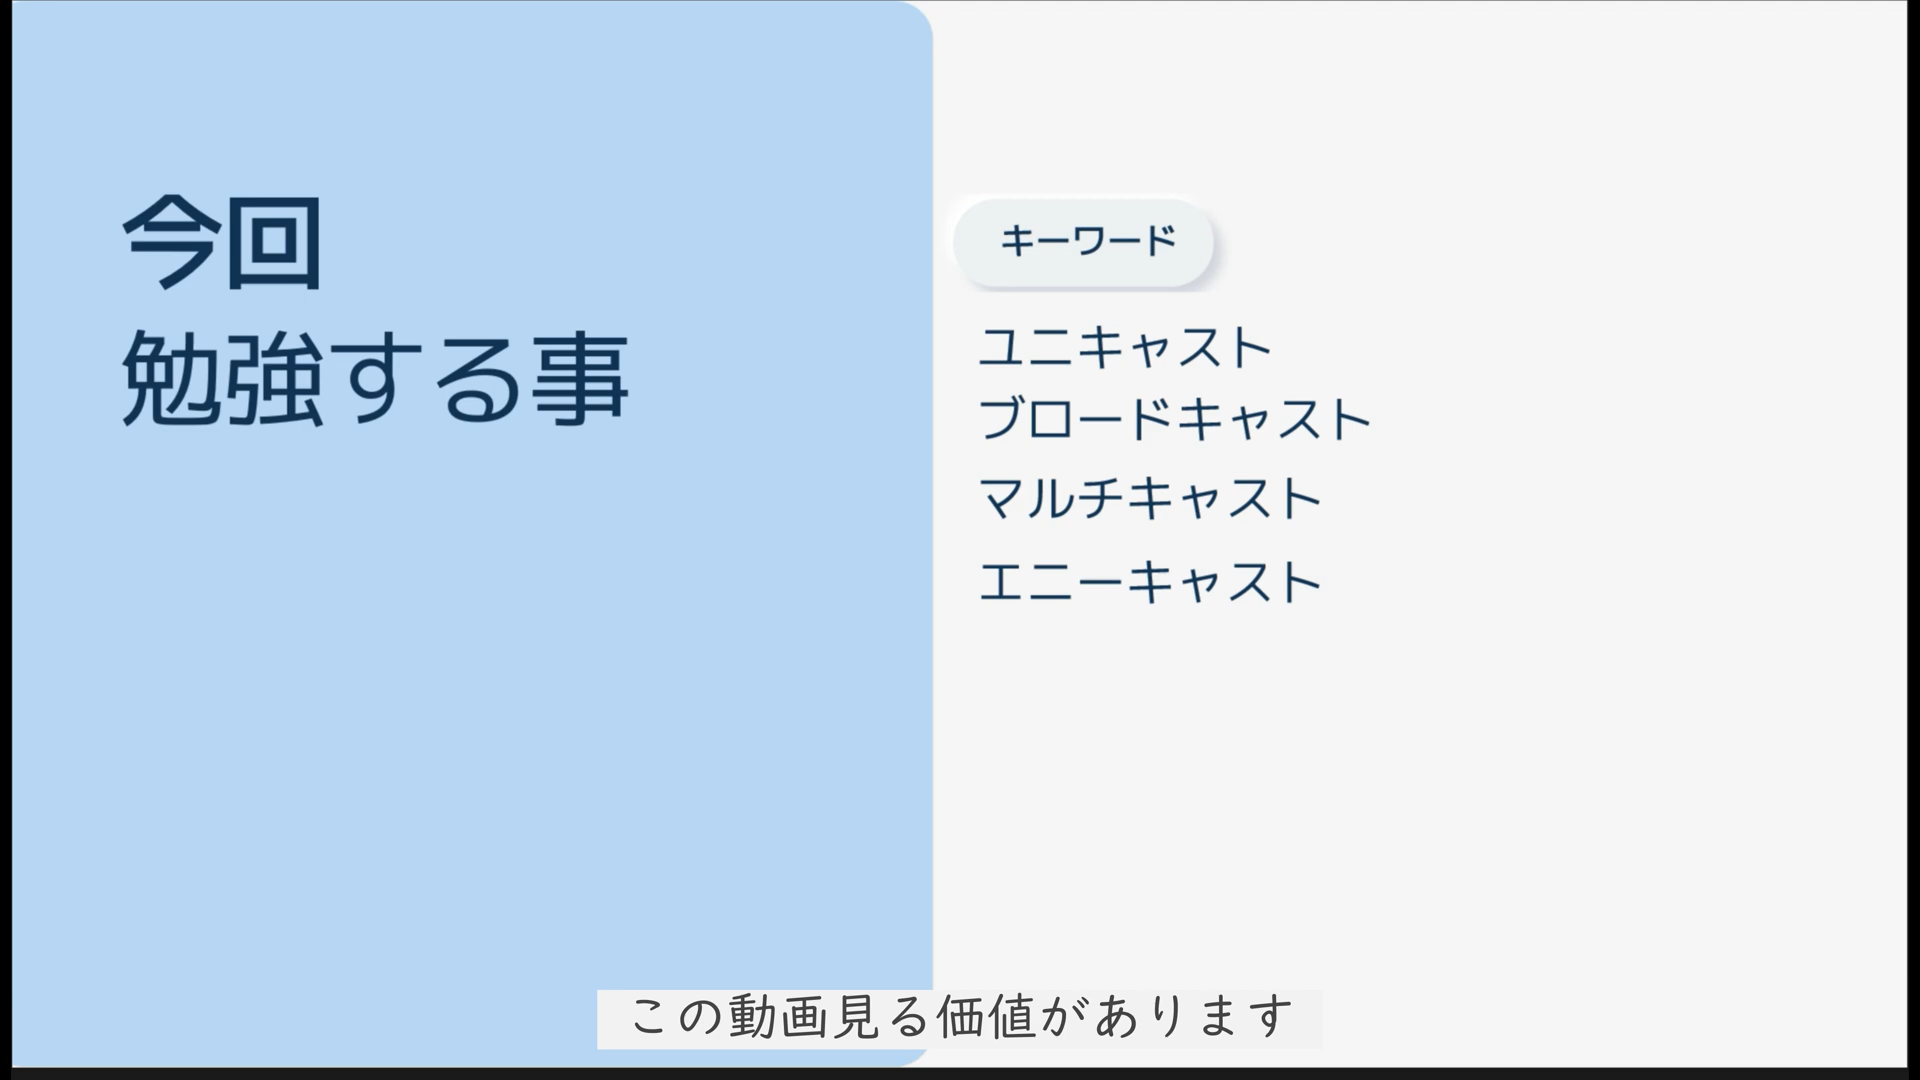 今回
勉強する事
キーワード
ユニキャスト
ブロードキャスト
マルチキャスト
エニーキャスト
この動画見る価値があります